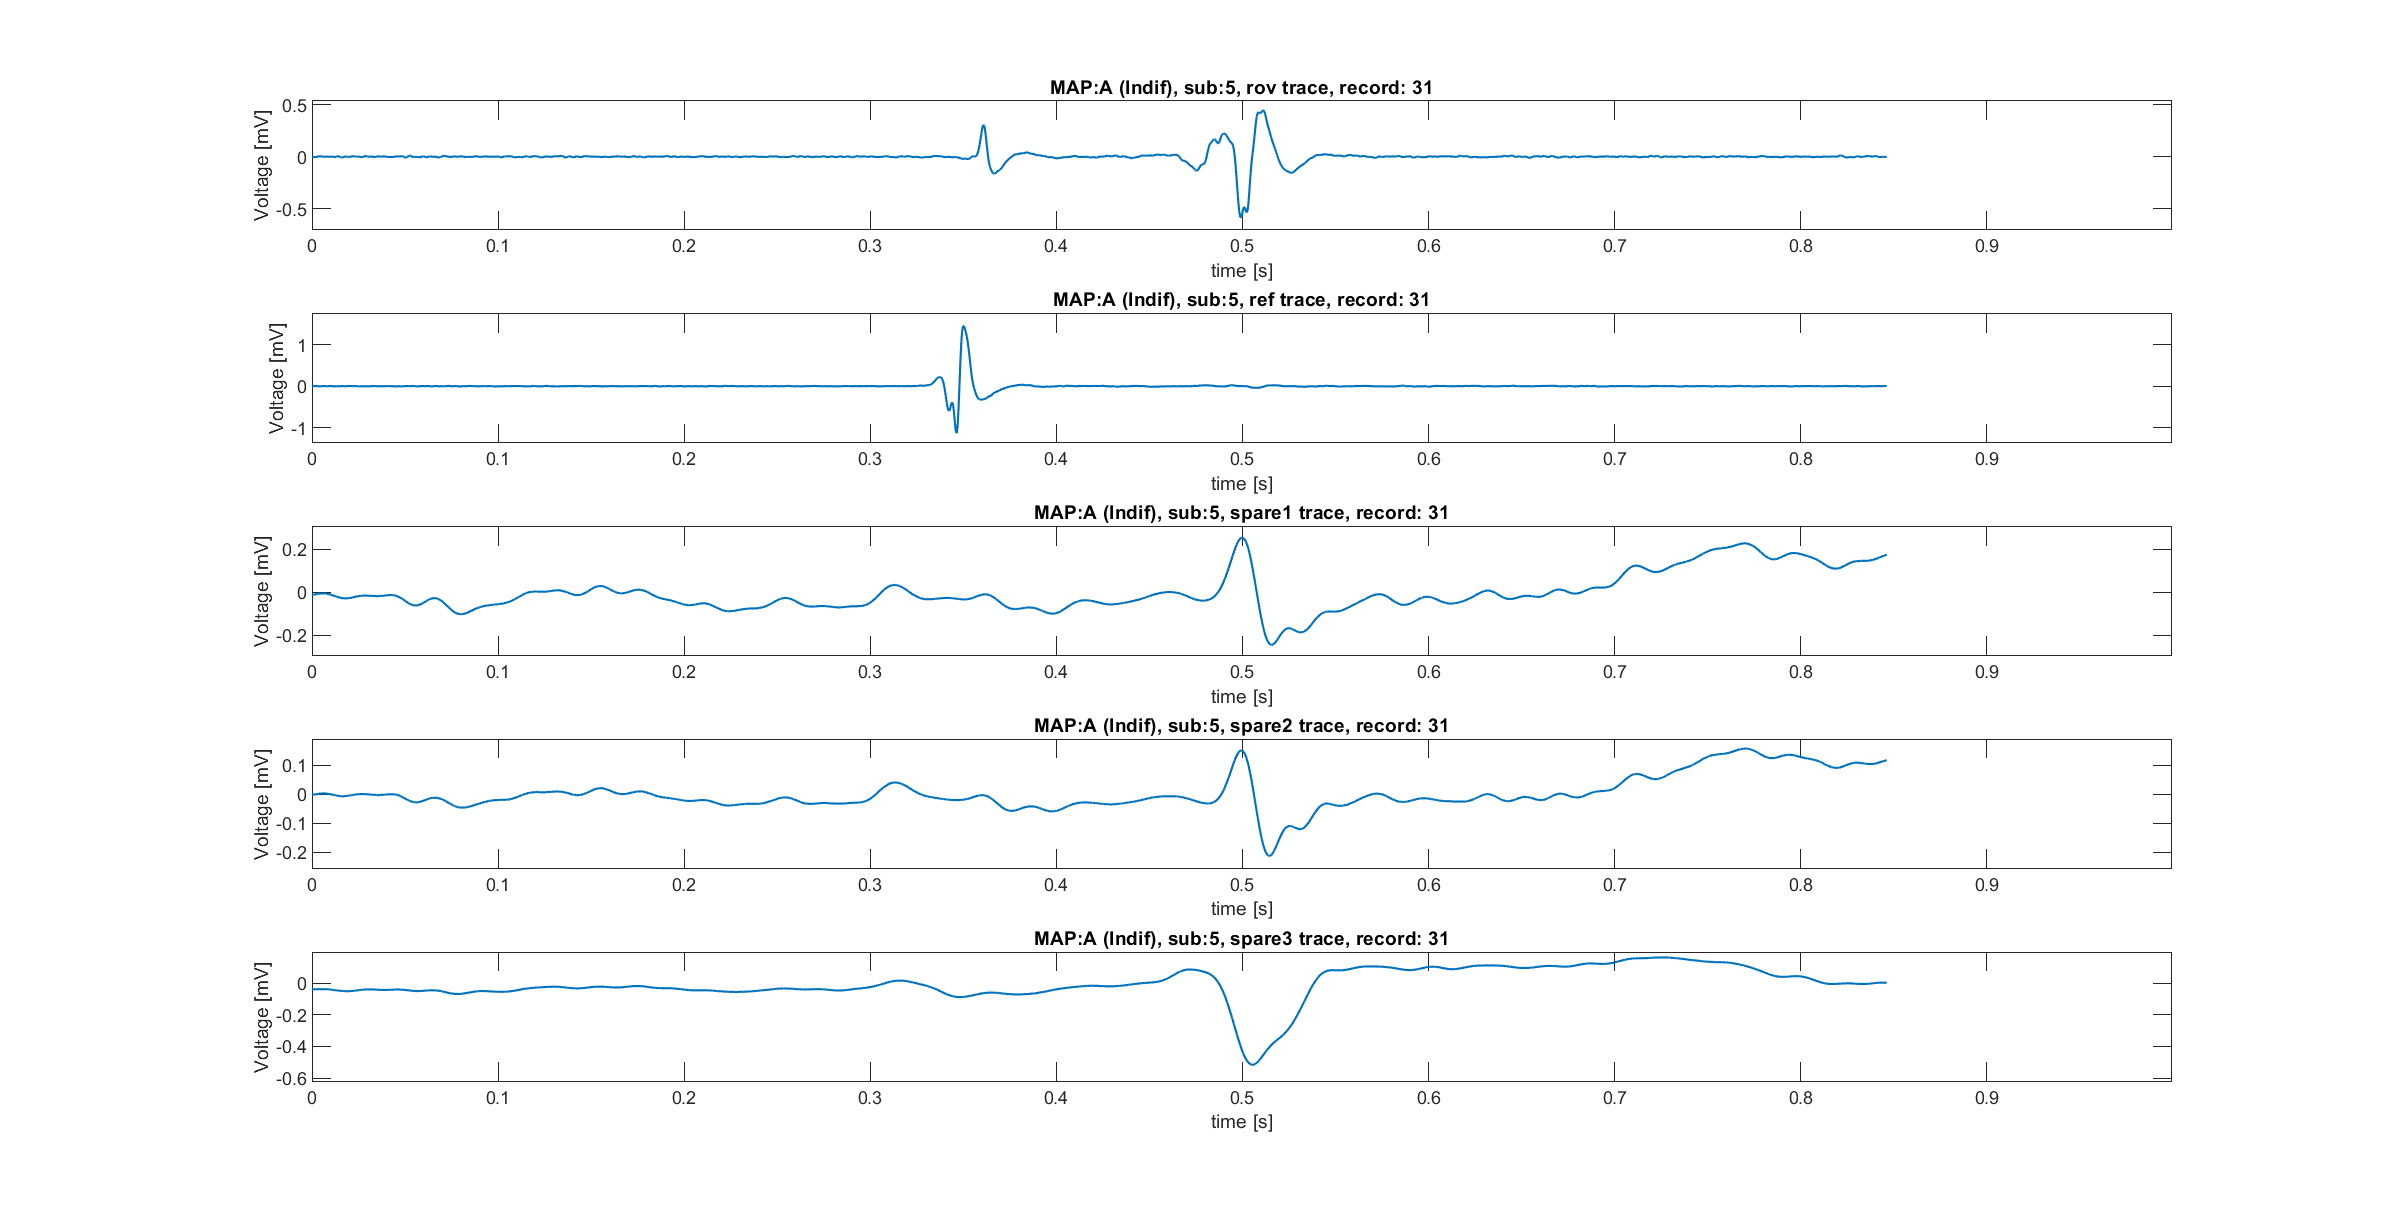 MAP:A (Indif), sub:5, rov trace, record: 31
Voltage [mV]
0.5
0
-0.5
0 0.1 0.2 0.3 0.4 0.5 0.6 0.7 0.8 0.9
time [s]
MAP:A (Indif), sub:5, ref trace, record: 31
Voltage [mV]
1
0
-1
0 0.1 0.2 0.3 0.4 0.5 0.6 0.7 0.8 0.9
time [s]
MAP:A (Indif), sub:5, spare1 trace, record: 31
Voltage [mV]
0.2
0
-0.2
0 0.1 0.2 0.3 0.4 0.5 0.6 0.7 0.8 0.9
time [s]
MAP:A (Indif), sub:5, spare2 trace, record: 31
Voltage [mV]
0.1
0
-0.1
-0.2
0 0.1 0.2 0.3 0.4 0.5 0.6 0.7 0.8 0.9
time [s]
MAP:A (Indif), sub:5, spare3 trace, record: 31
Voltage [mV]
0
-0.2
-0.4
-0.6
0 0.1 0.2 0.3 0.4 0.5 0.6 0.7 0.8 0.9
time [s]